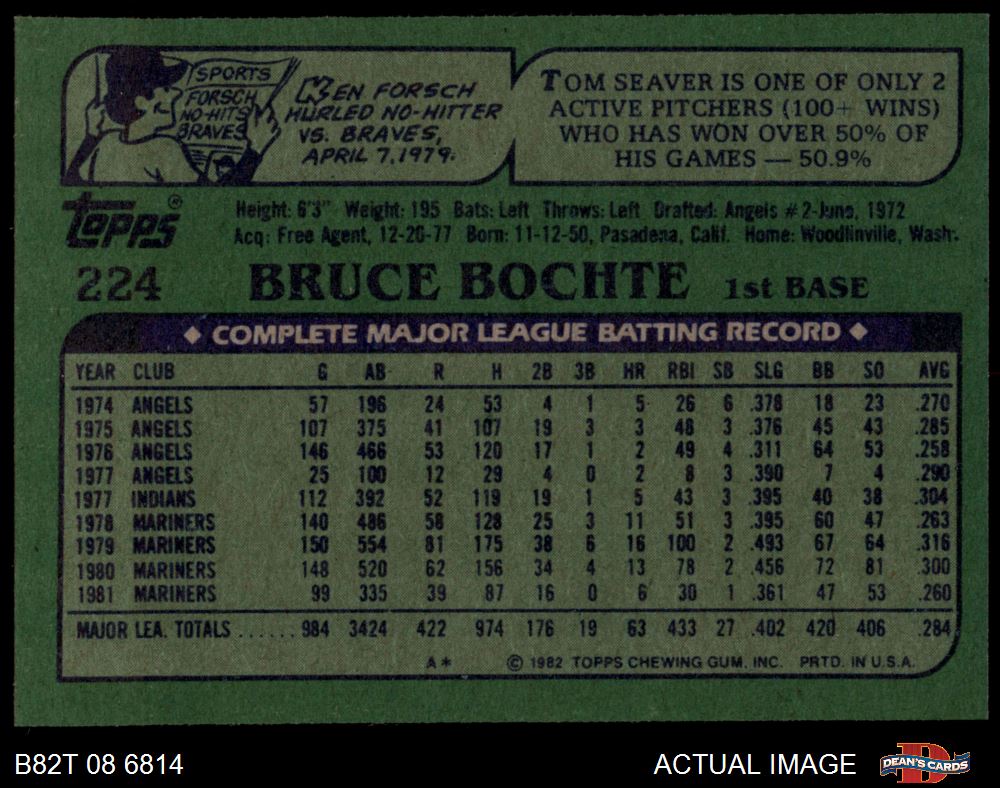 SPORTS
FORSCH
NO-HITS
BRAVES
KEN FORSCH
HURLED NO-HITTER
VS. BRAVES,
APRIL 7, 1979.
TOM SEAVER IS ONE OF ONLY 2
ACTIVE PITCHERS (100+ WINS)
WHO HAS WON OVER 50% OF
HIS GAMES — 50.9%
Topps®
Height: 6'3" Weight: 195 Bats: Left Throws: Left Drafted: Angels #2-June, 1972
Acq: Free Agent, 12-20-77 Born: 11-12-50, Pasadena, Calif. Home: Woodinville, Wash.
224 BRUCE BOCHTE 1st BASE
◆ COMPLETE MAJOR LEAGUE BATTING RECORD ◆
YEAR CLUB G AB R H 2B 3B HR RBI SB SLG BB SO AVG
1974 ANGELS 57 196 24 53 4 1 5 26 6 .378 18 23 .270
1975 ANGELS 107 375 41 107 19 3 3 48 3 .376 45 43 .285
1976 ANGELS 146 466 53 120 17 1 2 49 4 .311 64 53 .258
1977 ANGELS 25 100 12 29 4 0 2 8 3 .390 7 4 .290
1977 INDIANS 112 392 52 119 19 1 5 43 3 .395 40 38 .304
1978 MARINERS 140 486 58 128 25 3 11 51 3 .395 60 47 .263
1979 MARINERS 150 554 81 175 38 6 16 100 2 .493 67 64 .316
1980 MARINERS 148 520 62 156 34 4 13 78 2 .456 72 81 .300
1981 MARINERS 99 335 39 87 16 0 6 30 1 .361 47 53 .260
MAJOR LEA. TOTALS ...... 984 3424 422 974 176 19 63 433 27 .402 420 406 .284
A* © 1982 TOPPS CHEWING GUM, INC. PRTD. IN U.S.A.
B82T 08 6814 ACTUAL IMAGE DEAN'S CARDS